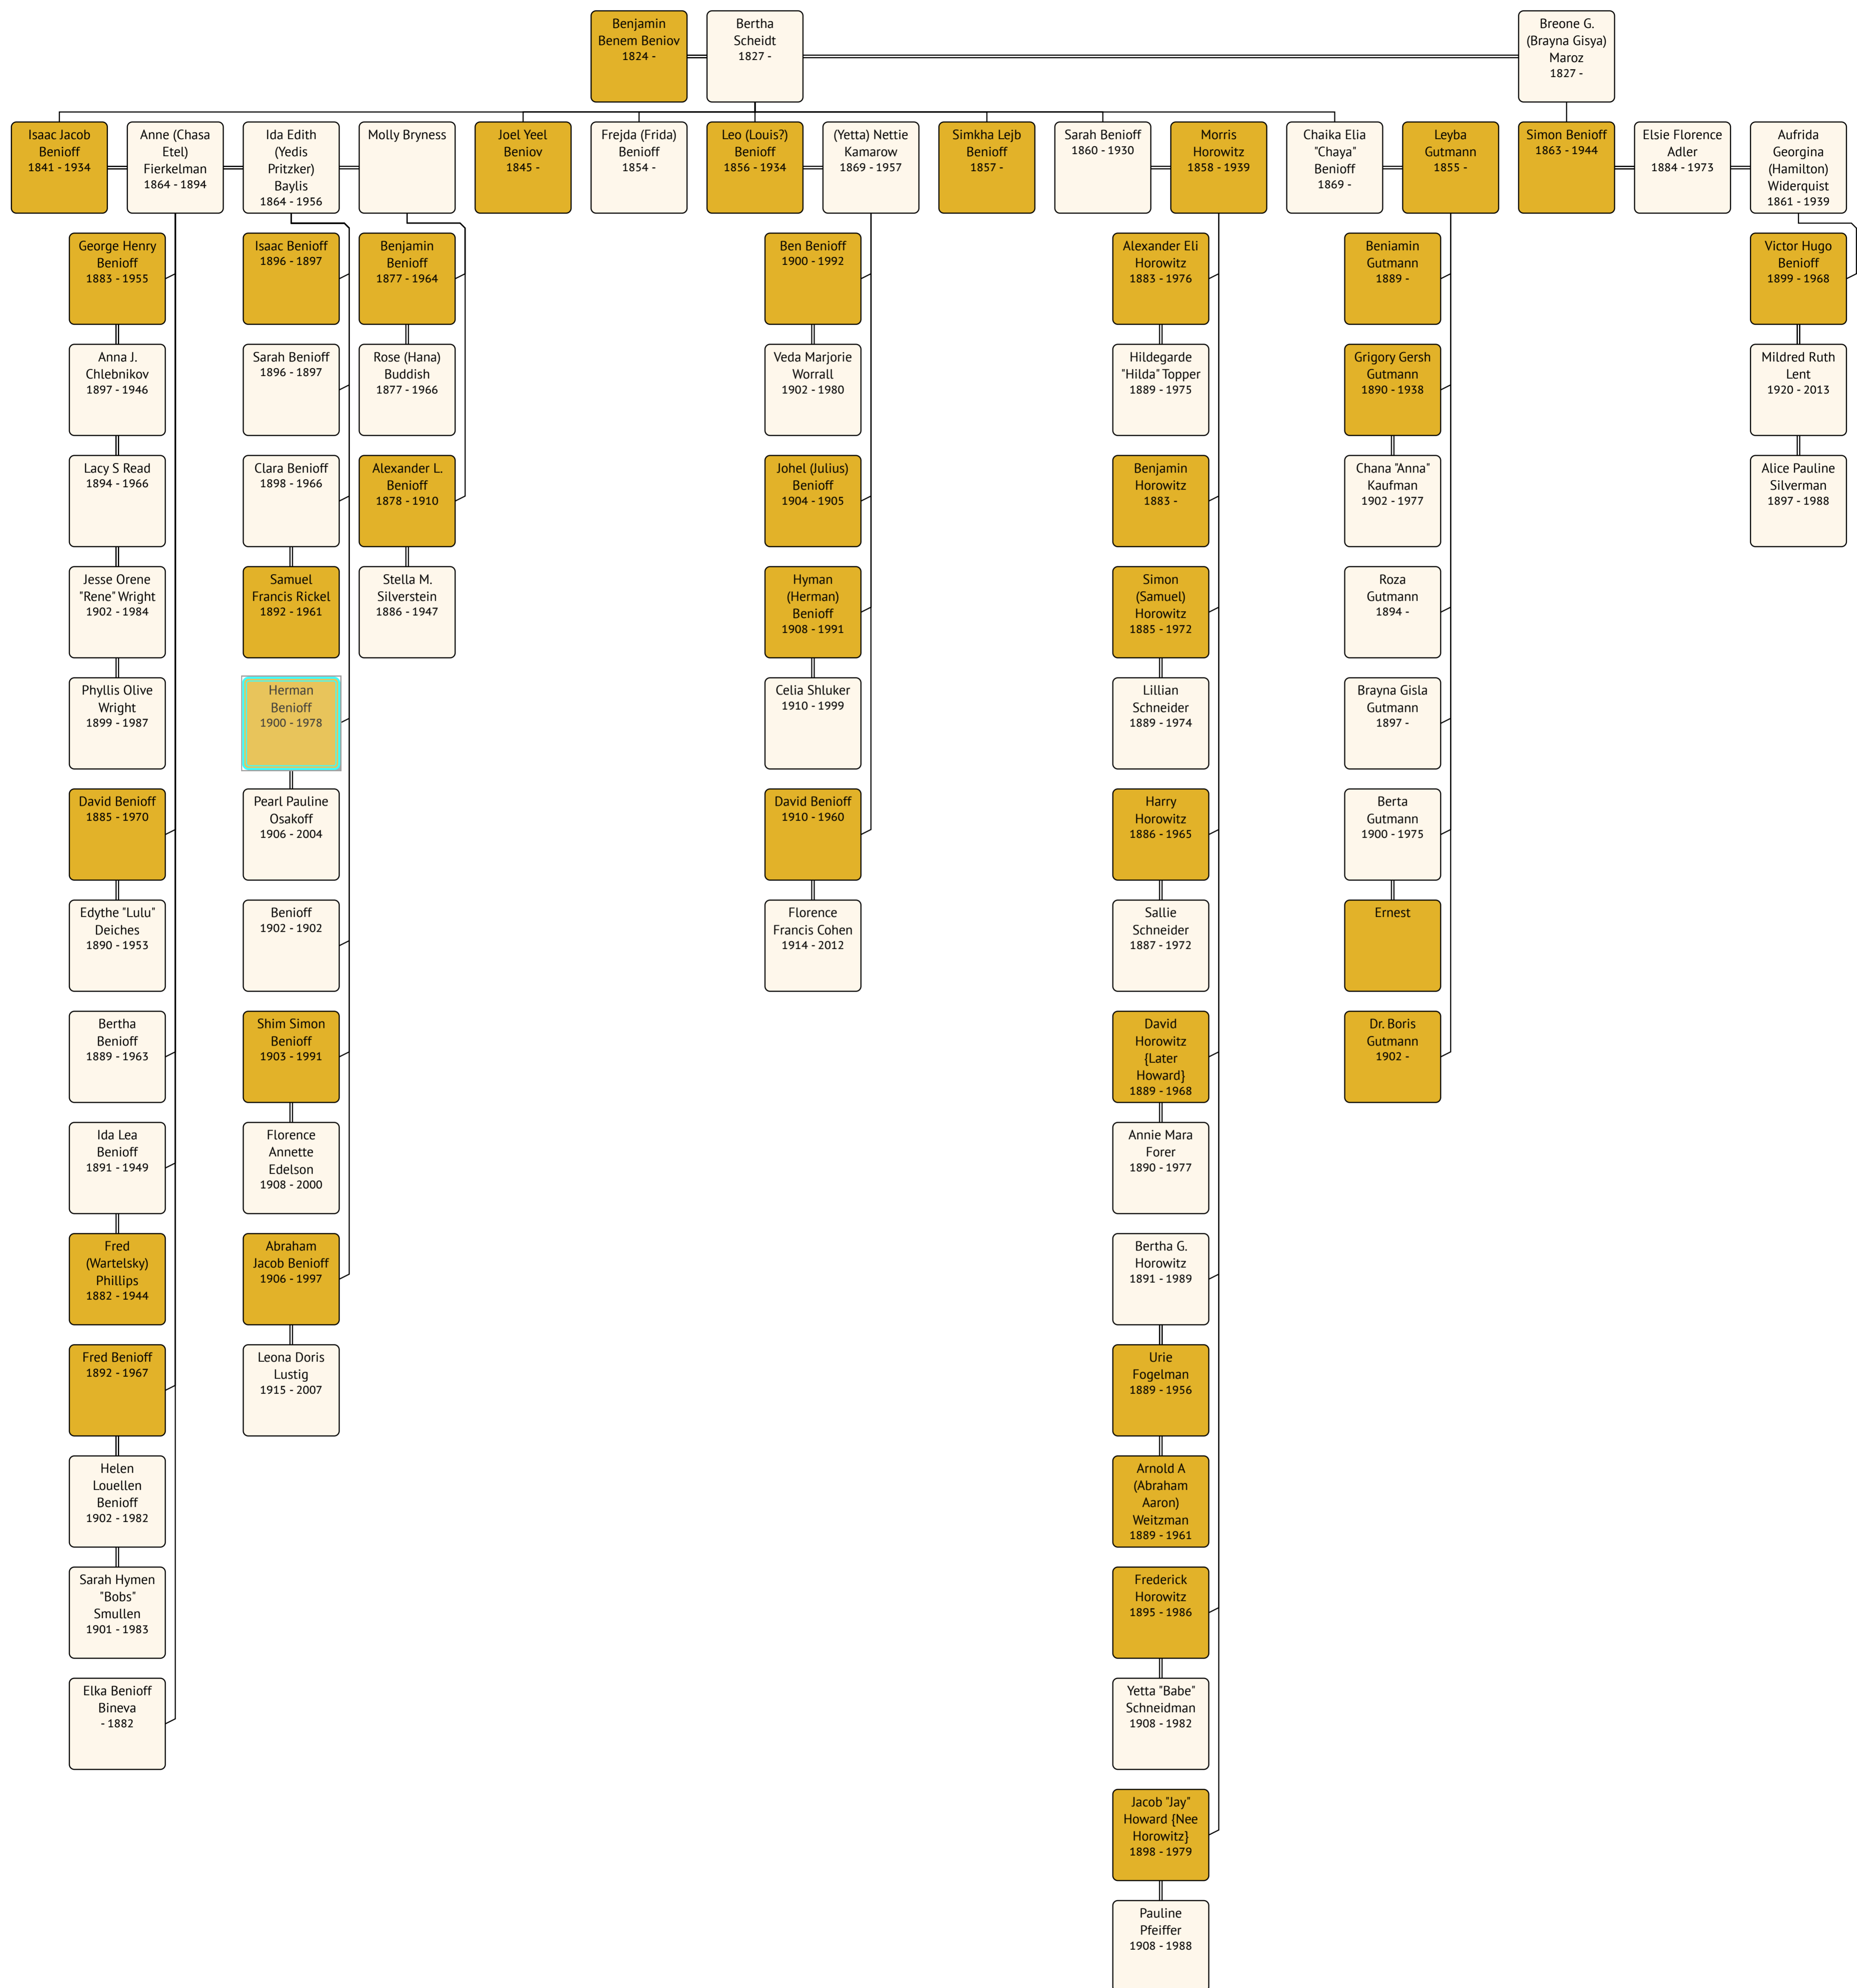 Benjamin
Benem Beniov
1824 -
Bertha
Scheidt
1827 -
Breone G.
(Brayna Gisya)
Maroz
1827 -
Isaac Jacob
Benioff
1841 - 1934
Anne (Chasa
Etel)
Fierkelman
1864 - 1894
Ida Edith
(Yedis
Pritzker)
Baylis
1864 - 1956
Molly Bryness
Joel Yeel
Beniov
1845 -
Frejda (Frida)
Benioff
1854 -
Leo (Louis?)
Benioff
1856 - 1934
(Yetta) Nettie
Kamarow
1869 - 1957
Simkha Lejb
Benioff
1857 -
Sarah Benioff
1860 - 1930
Morris
Horowitz
1858 - 1939
Chaika Elia
"Chaya"
Benioff
1869 -
Leyba
Gutmann
1855 -
Simon Benioff
1863 - 1944
Elsie Florence
Adler
1884 - 1973
Aufrida
Georgina
(Hamilton)
Widerquist
1861 - 1939
George Henry
Benioff
1883 - 1955
Anna J.
Chlebnikov
1897 - 1946
Lacy S Read
1894 - 1966
Jesse Orene
"Rene" Wright
1902 - 1984
Phyllis Olive
Wright
1899 - 1987
David Benioff
1885 - 1970
Edythe "Lulu"
Deiches
1890 - 1953
Bertha
Benioff
1889 - 1963
Ida Lea
Benioff
1891 - 1949
Fred
(Wartelsky)
Phillips
1882 - 1944
Fred Benioff
1892 - 1967
Helen
Louellen
Benioff
1902 - 1982
Sarah Hymen
"Bobs"
Smullen
1901 - 1983
Elka Benioff
Bineva
- 1882
Isaac Benioff
1896 - 1897
Sarah Benioff
1896 - 1897
Clara Benioff
1898 - 1966
Samuel
Francis Rickel
1892 - 1961
Herman
Benioff
1900 - 1978
Pearl Pauline
Osakoff
1906 - 2004
Benioff
1902 - 1902
Shim Simon
Benioff
1903 - 1991
Florence
Annette
Edelson
1908 - 2000
Abraham
Jacob Benioff
1906 - 1997
Leona Doris
Lustig
1915 - 2007
Benjamin
Benioff
1877 - 1964
Rose (Hana)
Buddish
1877 - 1966
Alexander L.
Benioff
1878 - 1910
Stella M.
Silverstein
1886 - 1947
Ben Benioff
1900 - 1992
Veda Marjorie
Worrall
1902 - 1980
Johel (Julius)
Benioff
1904 - 1905
Hyman
(Herman)
Benioff
1908 - 1991
Celia Shluker
1910 - 1999
David Benioff
1910 - 1960
Florence
Francis Cohen
1914 - 2012
Alexander Eli
Horowitz
1883 - 1976
Hildegarde
"Hilda" Topper
1889 - 1975
Benjamin
Horowitz
1883 -
Simon
(Samuel)
Horowitz
1885 - 1972
Lillian
Schneider
1889 - 1974
Harry
Horowitz
1886 - 1965
Sallie
Schneider
1887 - 1972
David
Horowitz
{Later
Howard}
1889 - 1968
Annie Mara
Forer
1890 - 1977
Bertha G.
Horowitz
1891 - 1989
Urie
Fogelman
1889 - 1956
Arnold A
(Abraham
Aaron)
Weitzman
1889 - 1961
Frederick
Horowitz
1895 - 1986
Yetta "Babe"
Schneidman
1908 - 1982
Jacob "Jay"
Howard {Nee
Horowitz}
1898 - 1979
Pauline
Pfeiffer
1908 - 1988
Beniamin
Gutmann
1889 -
Grigory Gersh
Gutmann
1890 - 1938
Chana "Anna"
Kaufman
1902 - 1977
Roza
Gutmann
1894 -
Brayna Gisla
Gutmann
1897 -
Berta
Gutmann
1900 - 1975
Ernest
Dr. Boris
Gutmann
1902 -
Victor Hugo
Benioff
1899 - 1968
Mildred Ruth
Lent
1920 - 2013
Alice Pauline
Silverman
1897 - 1988